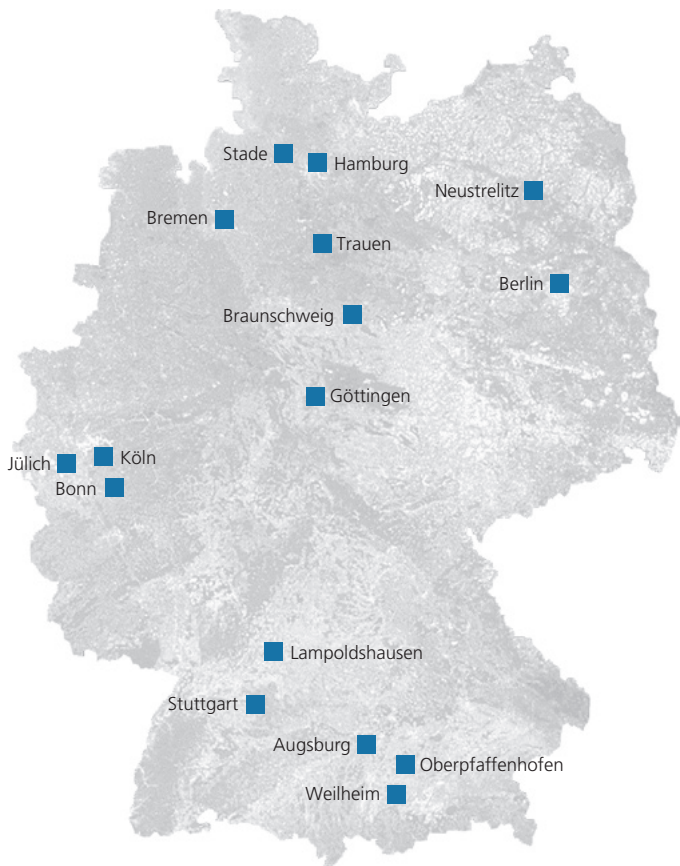 Stade
Hamburg
Neustrelitz
Bremen
Trauen
Berlin
Braunschweig
Göttingen
Köln
Jülich
Bonn
Lampoldshausen
Stuttgart
Augsburg
Oberpfaffenhofen
Weilheim